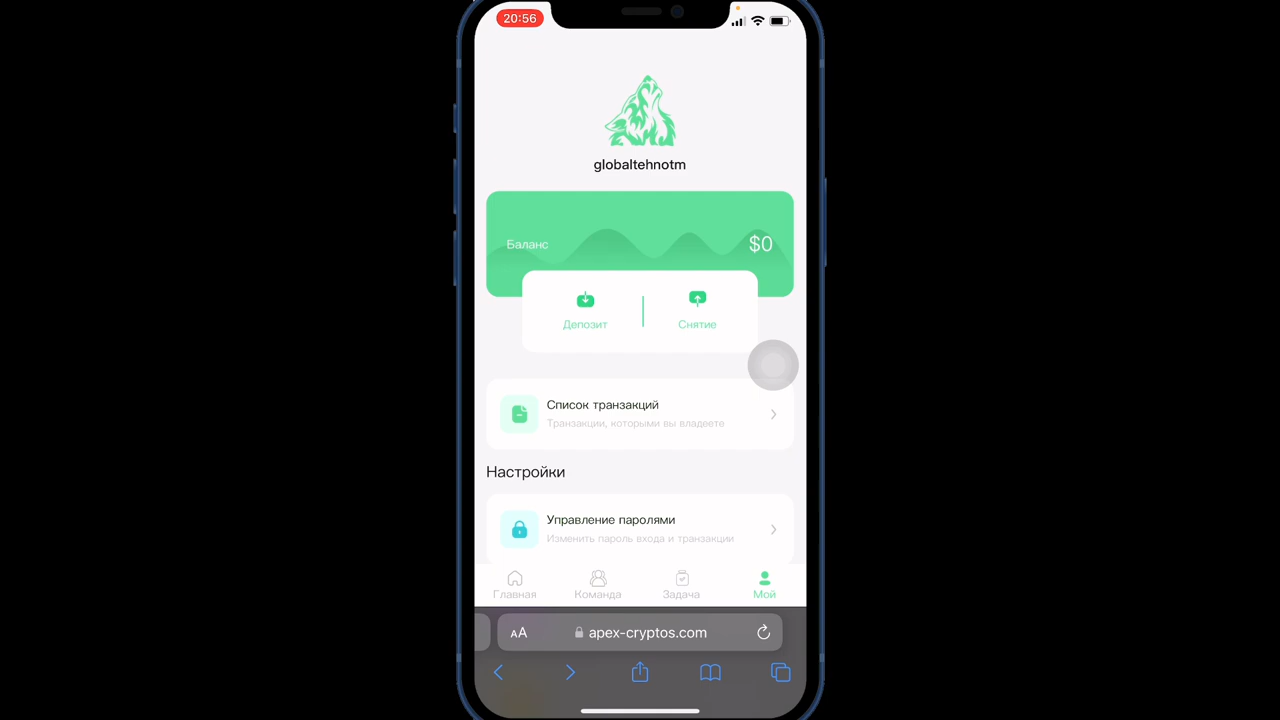 20:56
globaltehnotm
Баланс
$0
Депозит
Снятие
Список транзакций
Транзакции, которыми вы владеете
Настройки
Управление паролями
Изменить пароль входа и транзакции
Главная
Команда
Задача
Мой
AA
apex-cryptos.com